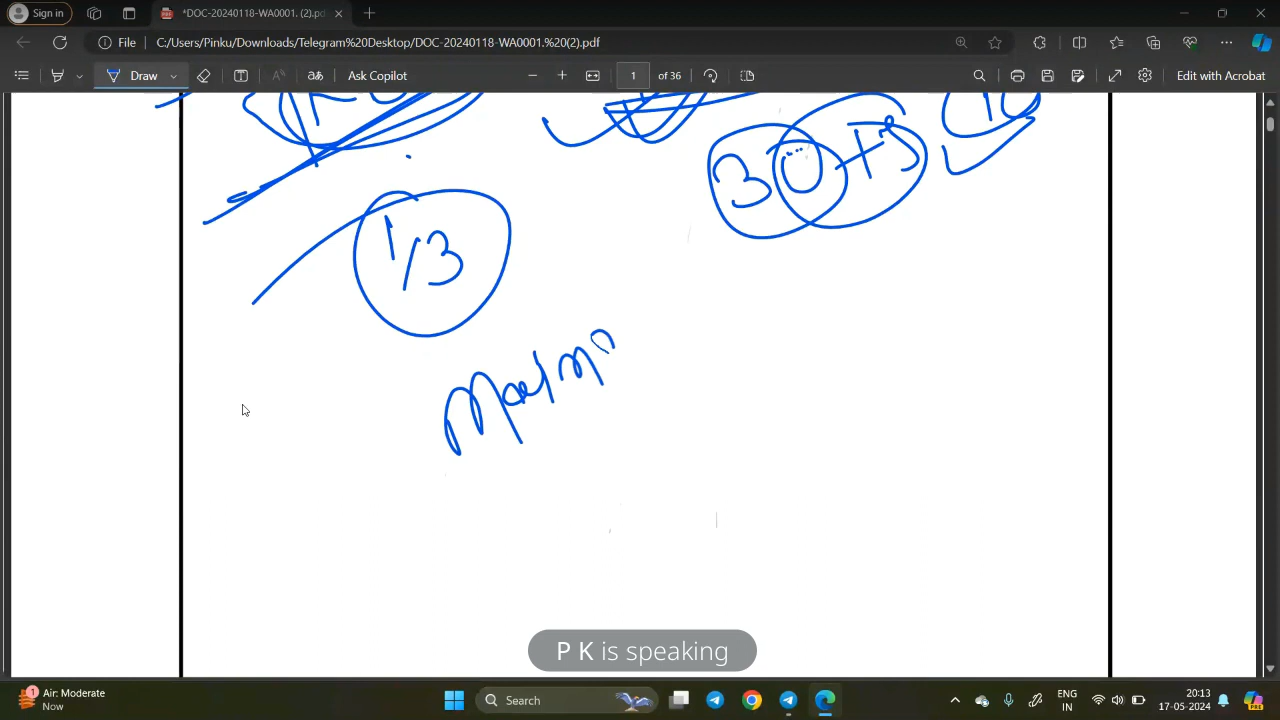 Sign in
*DOC-20240118-WA0001. (2).pdf
File
C:/Users/Pinku/Downloads/Telegram%20Desktop/DOC-20240118-WA0001.%20(2).pdf
Draw
Ask Copilot
1 of 36
Edit with Acrobat
30+
1/3
P K is speaking
1
Air: Moderate
Now
Search
ENG
IN
20:13
17-05-2024
PRE